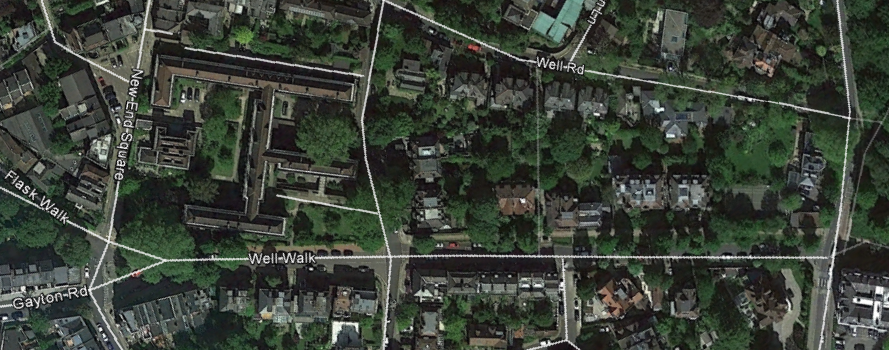 Well Rd
New End Square
Flask Walk
Well Walk
Gayton Rd